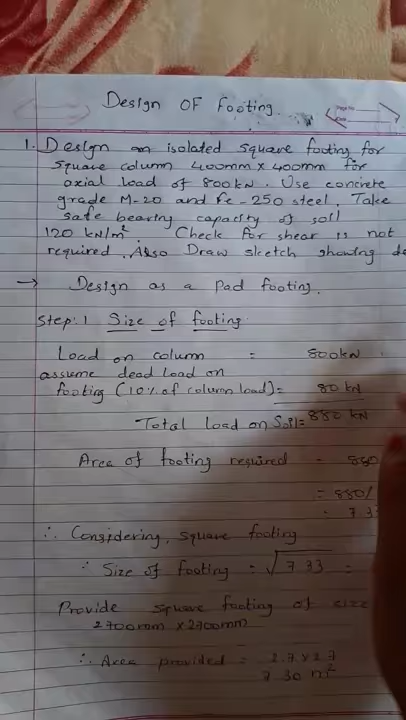 Design OF Footing
1. Design an isolated square footing for
square column 400mm x 400mm for
axial load of 800kN. Use concrete
grade M-20 and Fe-250 steel. Take
safe bearing capacity of soil
120 kN/m². Check for shear is not
required. Also Draw sketch showing de
→ Design as a Pad footing.
Step:1 Size of footing
Load on column = 800kN
assume dead load on
footing (10% of column load) = 80 kN
Total Load on Soil = 880 kN
Area of footing required = 880
= 880/
= 7.33
∴ Considering, square footing
∴ Size of footing = √7.33 =
Provide square footing of size
2700mm x 2700mm
∴ Area provided = 2.7 x 2.7
7.30 m²